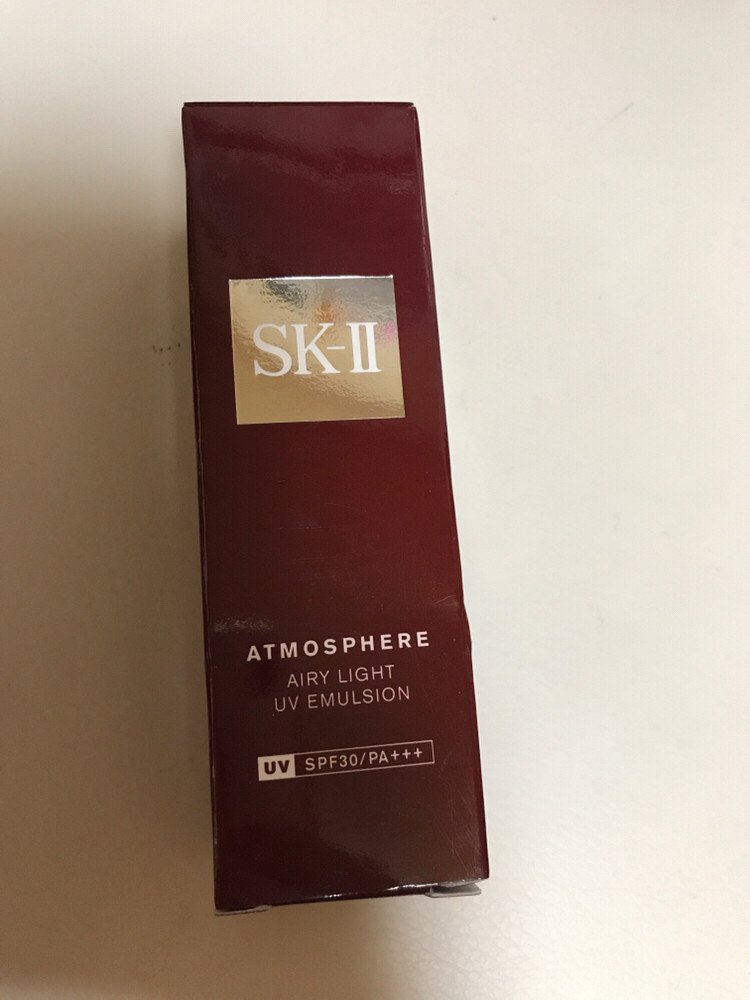 SK-II
ATMOSPHERE
AIRY LIGHT
UV EMULSION
UV SPF30/PA+++